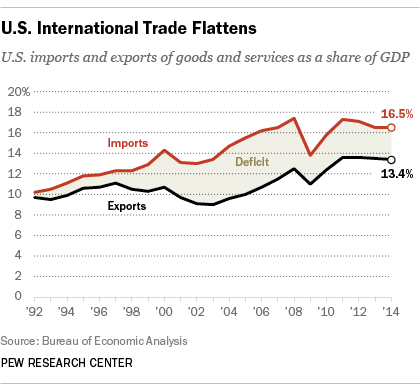 U.S. International Trade Flattens
U.S. imports and exports of goods and services as a share of GDP
20%
18
16
14
12
10
8
6
4
2
0
Imports
Deficit
Exports
16.5%
13.4%
'92 '94 '96 '98 '00 '02 '04 '06 '08 '10 '12 '14
Source: Bureau of Economic Analysis
PEW RESEARCH CENTER